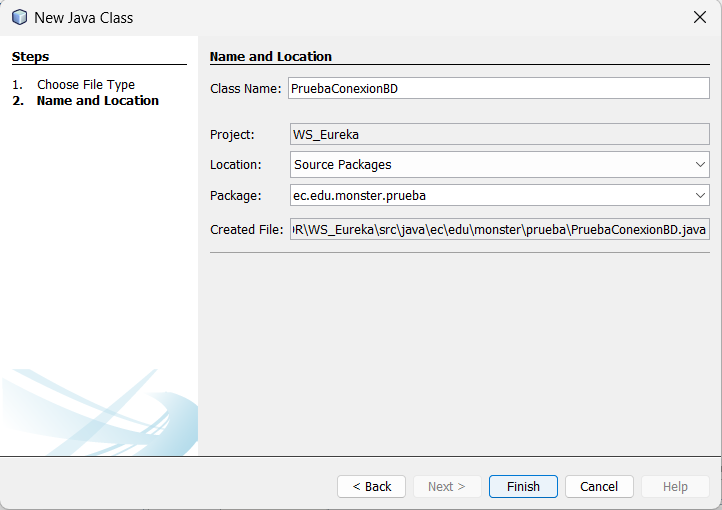 New Java Class
Steps
1. Choose File Type
2. Name and Location
Name and Location
Class Name: PruebaConexionBD
Project: WS_Eureka
Location: Source Packages
Package: ec.edu.monster.prueba
Created File: )R\WS_Eureka\src\java\ec\edu\monster\prueba\PruebaConexionBD.java
< Back Next > Finish Cancel Help